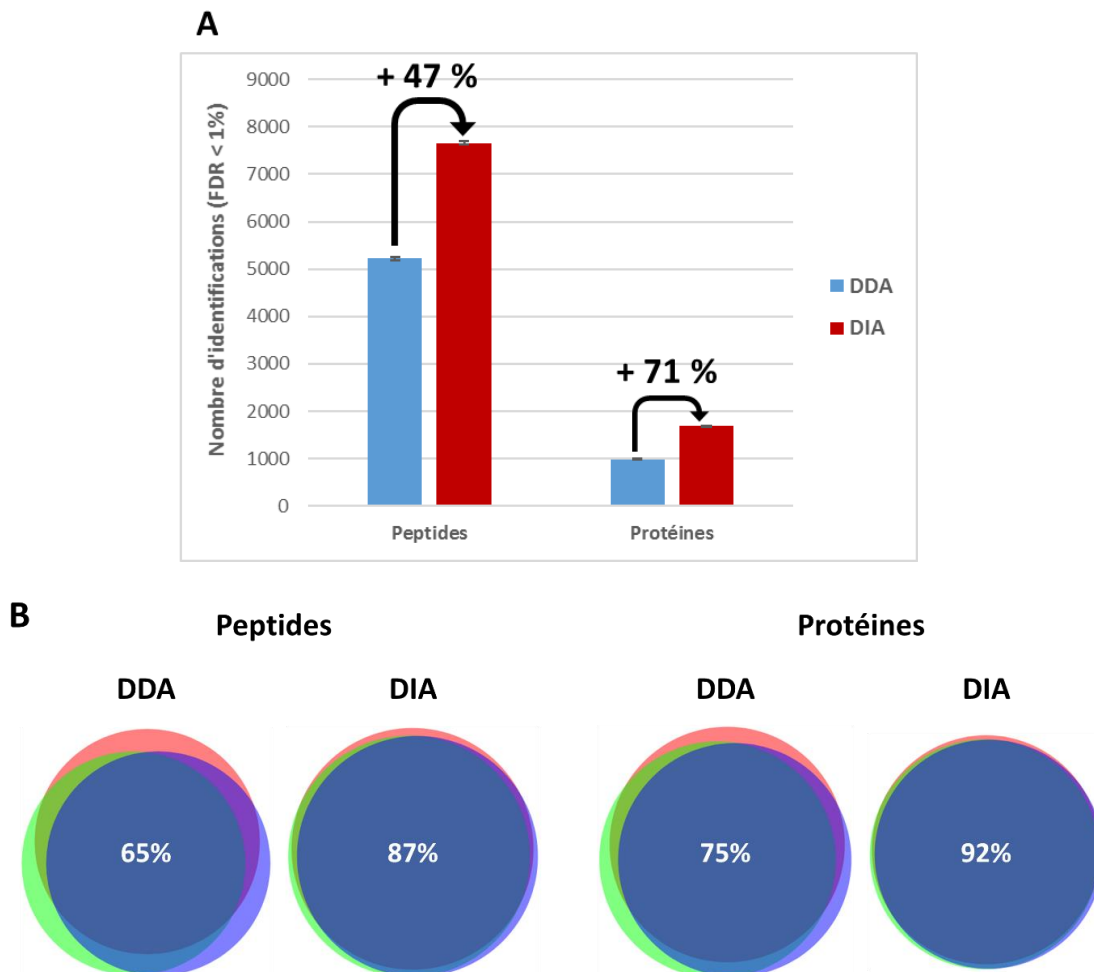 A
+ 47 %
+ 71 %
Nombre d'identifications (FDR < 1%)
9000
8000
7000
6000
5000
4000
3000
2000
1000
0
Peptides
Protéines
DDA
DIA
B
Peptides
Protéines
DDA
DIA
DDA
DIA
65%
87%
75%
92%